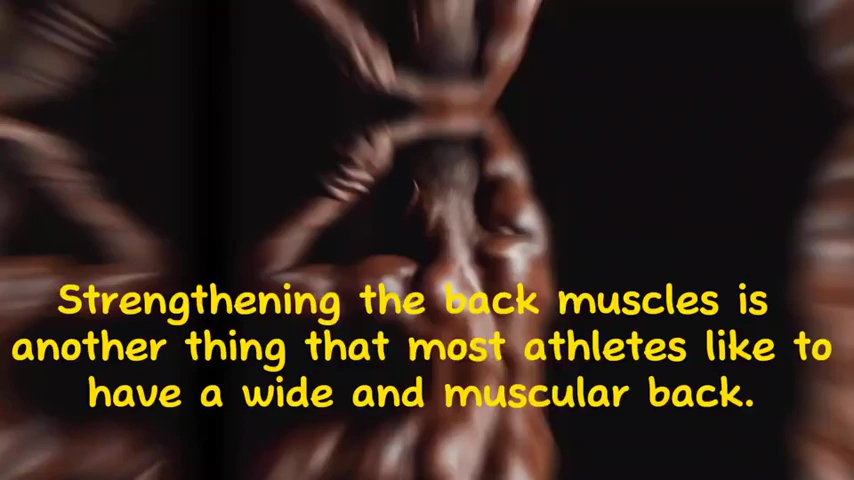 Strengthening the back muscles is
another thing that most athletes like to
have a wide and muscular back.